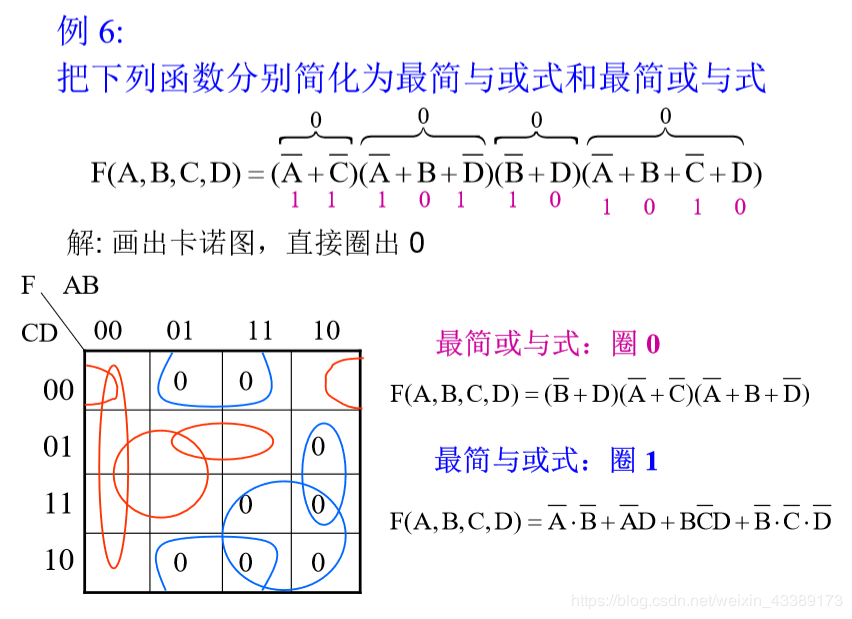 例 6:
把下列函数分别简化为最简与或式和最简或与式
0 0 0 0
F(A,B,C,D) = (A̅ + C̅)(A̅ + B + D̅)(B̅ + D)(A̅ + B + C̅ + D)
1 1 1 0 1 1 0 1 0 1 0
解: 画出卡诺图，直接圈出 0
F AB
CD 00 01 11 10
00 0 0
01 0
11 0 0
10 0 0 0
最简或与式：圈 0
F(A,B,C,D) = (B̅ + D)(A̅ + C̅)(A̅ + B + D̅)
最简与或式：圈 1
F(A,B,C,D) = A̅·B̅ + A̅D + BC̅D + B̅·C̅·D̅
https://blog.csdn.net/weixin_43389173